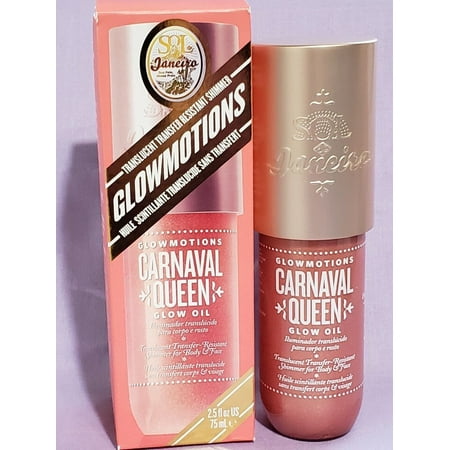 SOL
de
Janeiro
TRANSLUCENT TRANSFER RESISTANT SHIMMER
GLOWMOTIONS
HUILE SCINTILLANTE TRANSLUCIDE SANS TRANSFERT
GLOWMOTIONS
CARNAVAL
QUEEN
GLOW OIL
Iluminador translúcido
para corpo e rosto
Translucent Transfer-Resistant
Shimmer for Body & Face
Huile scintillante translucide
sans transfert corps & visage
2.5 fl oz US
75 mL e
SOL
de
Janeiro
GLOWMOTIONS
CARNAVAL
QUEEN
GLOW OIL
Iluminador translúcido
para corpo e rosto
Translucent Transfer-Resistant
Shimmer for Body & Face
Huile scintillante translucide
sans transfert corps & visage